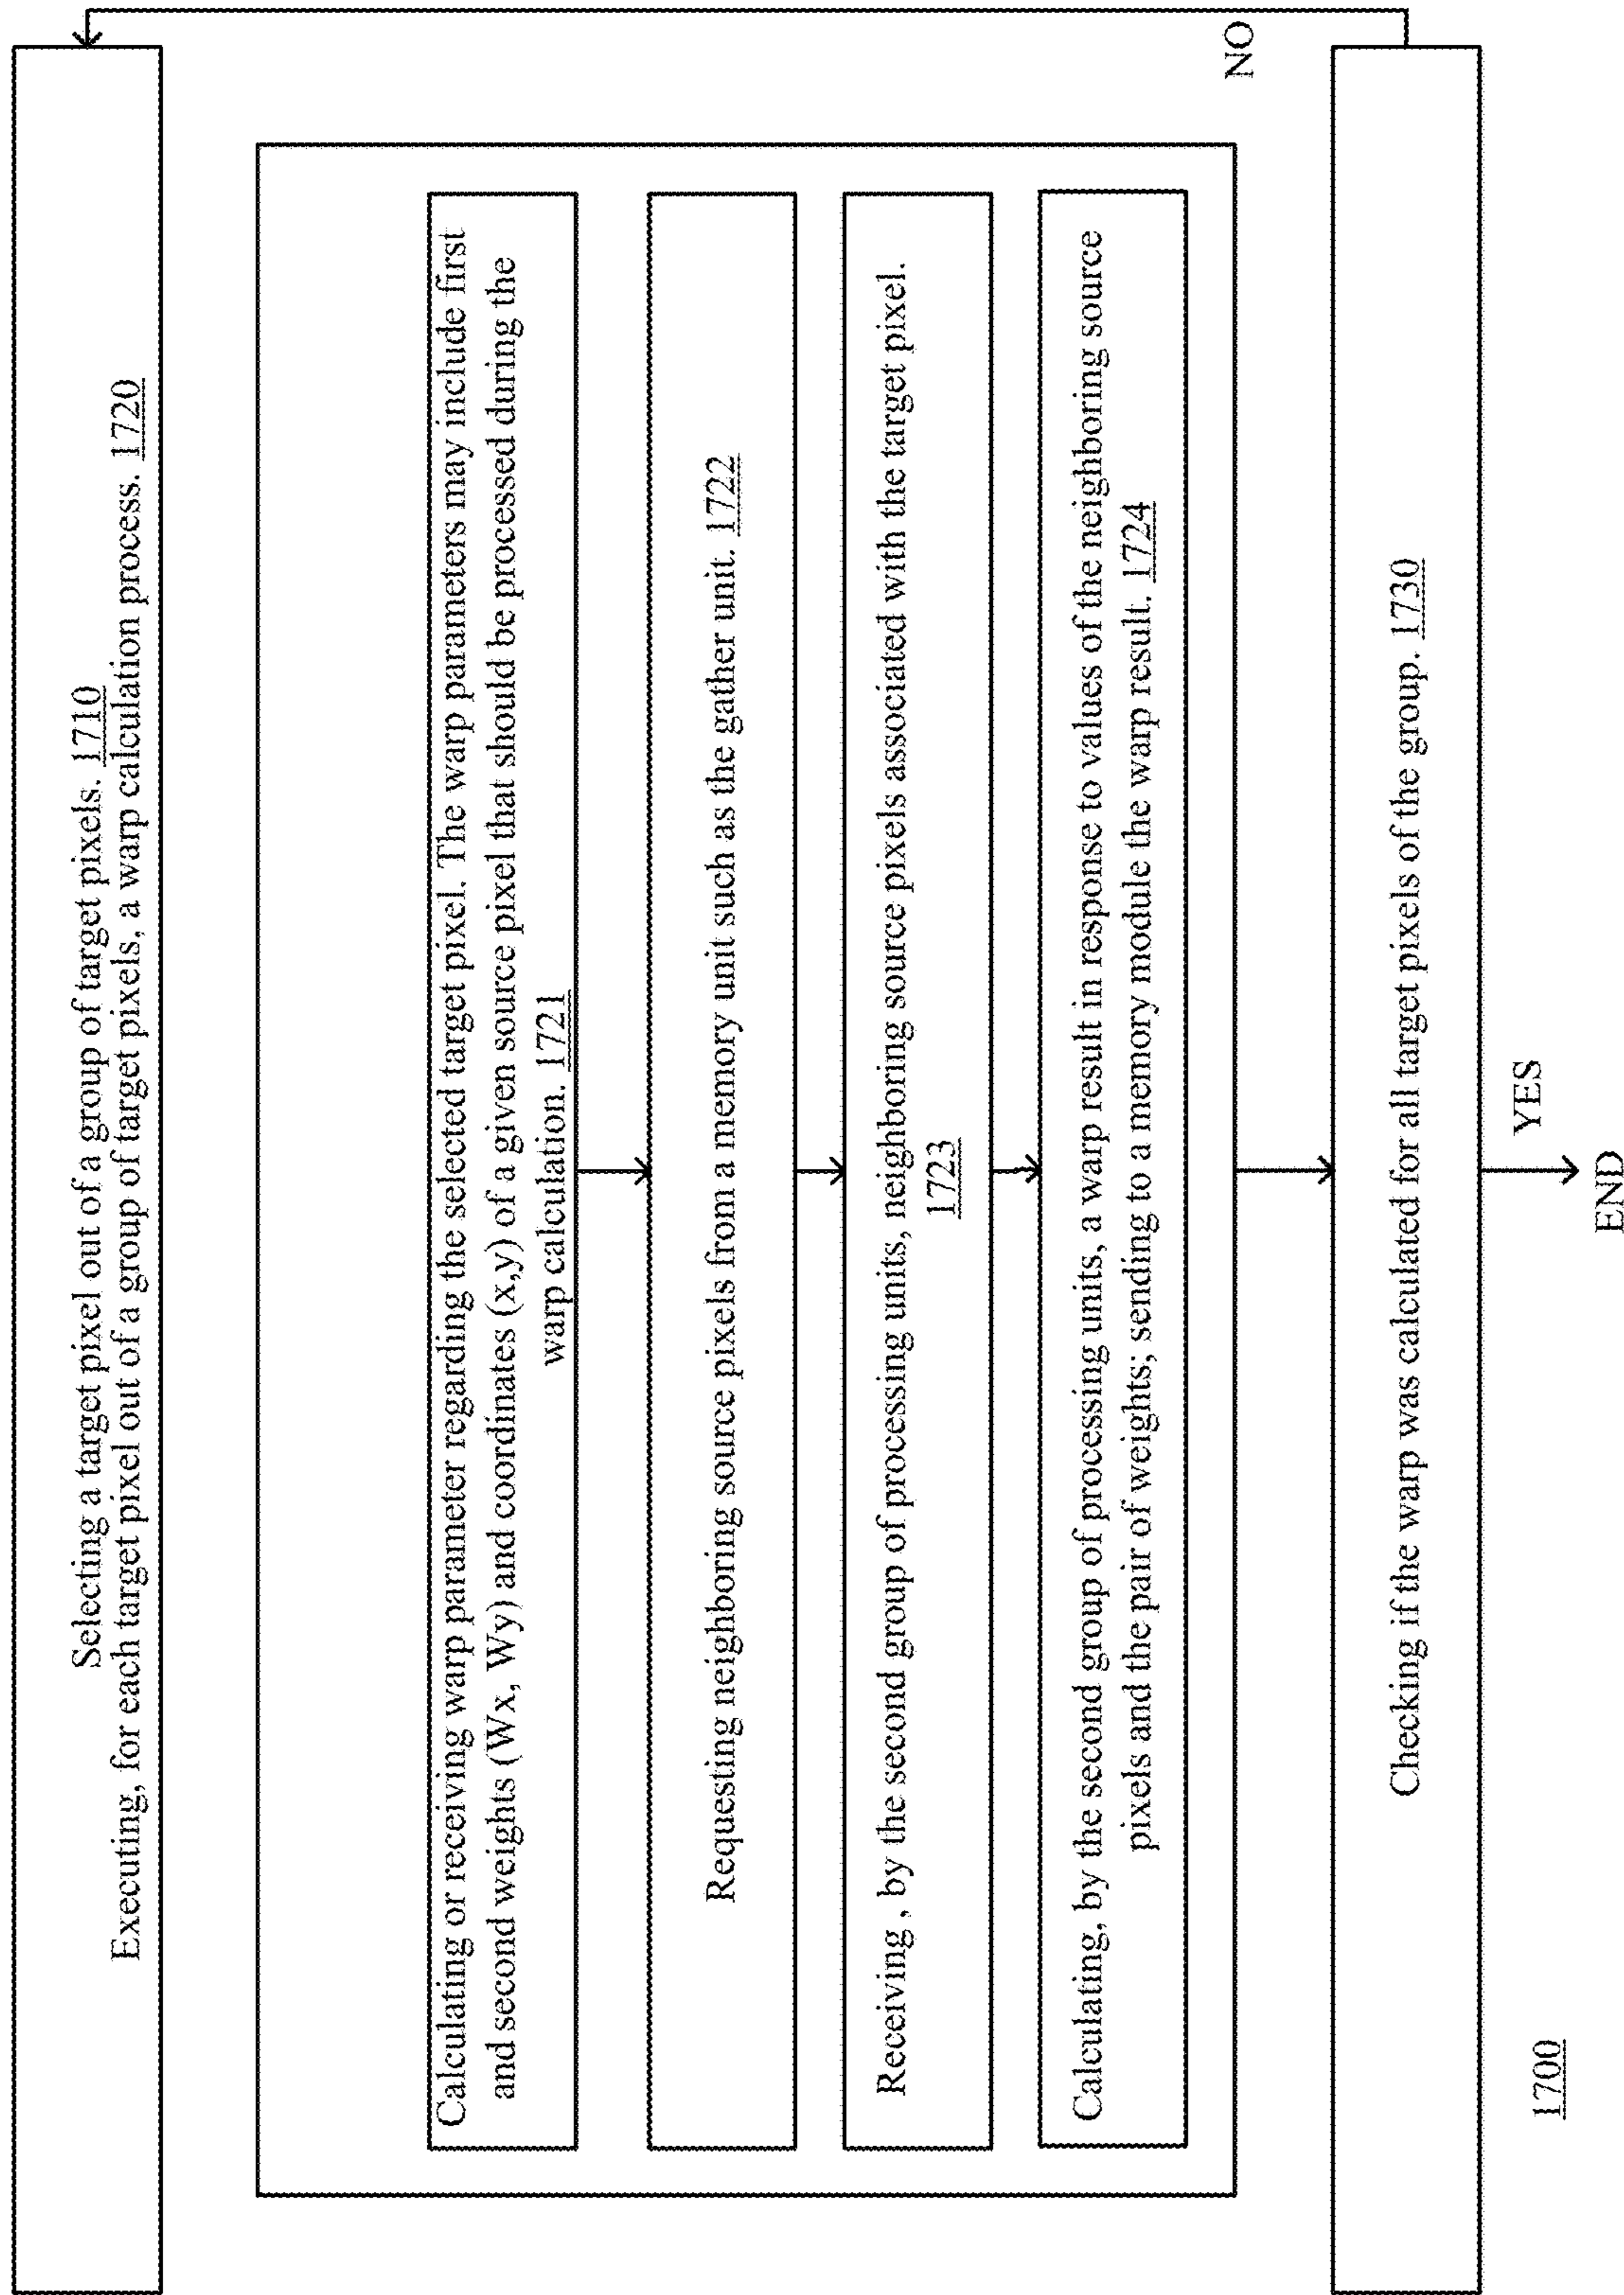 Selecting a target pixel out of a group of target pixels. 1710
Executing, for each target pixel out of a group of target pixels, a warp calculation process. 1720
Calculating or receiving warp parameter regarding the selected target pixel. The warp parameters may include first
and second weights (Wx, Wy) and coordinates (x,y) of a given source pixel that should be processed during the
warp calculation. 1721
Requesting neighboring source pixels from a memory unit such as the gather unit. 1722
Receiving , by the second group of processing units, neighboring source pixels associated with the target pixel.
1723
Calculating, by the second group of processing units, a warp result in response to values of the neighboring source
pixels and the pair of weights; sending to a memory module the warp result. 1724
NO
Checking if the warp was calculated for all target pixels of the group. 1730
YES
END
1700